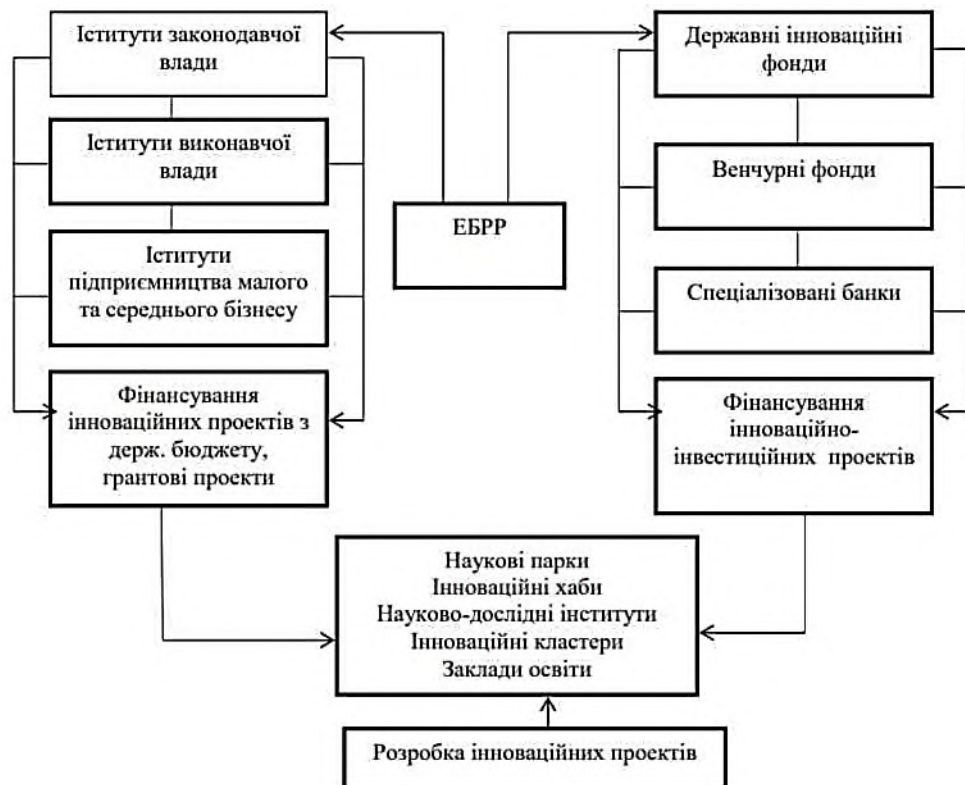 Іститути законодавчої
влади
Державні інноваційні
фонди
Іститути виконавчої
влади
Венчурні фонди
ЕБРР
Іститути
підприємництва малого
та середнього бізнесу
Спеціалізовані банки
Фінансування
інноваційних проектів з
держ. бюджету,
грантові проекти
Фінансування
інноваційно-
інвестиційних проектів
Наукові парки
Інноваційні хаби
Науково-дослідні інститути
Інноваційні кластери
Заклади освіти
Розробка інноваційних проектів